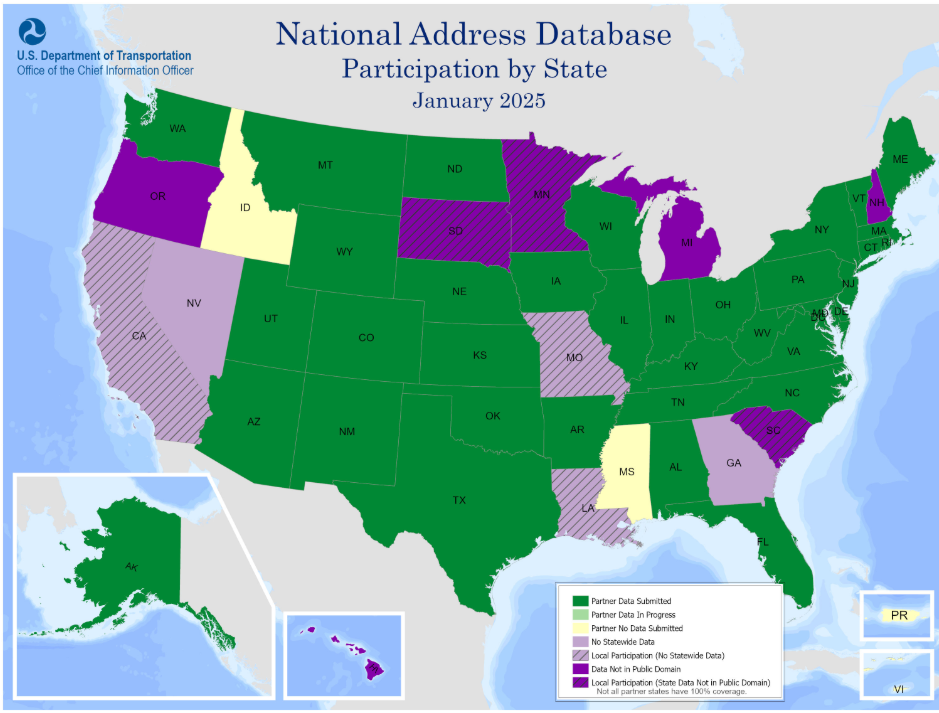 National Address Database
Participation by State
January 2025
U.S. Department of Transportation
Office of the Chief Information Officer
WA
MT
ND
MN
ME
OR
ID
SD
WI
MI
VT
NH
NY
MA
CT
RI
WY
IA
NE
PA
NJ
NV
UT
CO
IL
IN
OH
MD
DE
DC
WV
VA
CA
KS
MO
KY
NC
TN
AZ
NM
OK
AR
SC
MS
AL
GA
TX
LA
FL
AK
PR
VI
Partner Data Submitted
Partner Data In Progress
Partner No Data Submitted
No Statewide Data
Local Participation (No Statewide Data)
Data Not in Public Domain
Local Participation (State Data Not in Public Domain)
Not all partner states have 100% coverage.